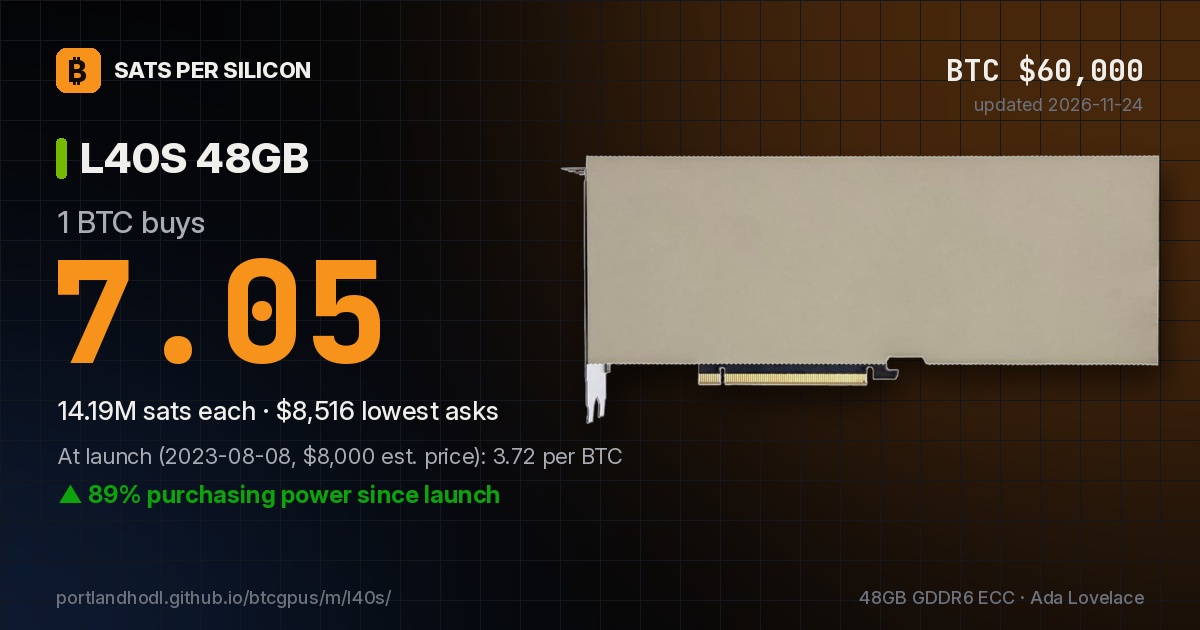 ₿ SATS PER SILICON
BTC $60,000
updated 2026-11-24
L40S 48GB
1 BTC buys
7.05
14.19M sats each · $8,516 lowest asks
At launch (2023-08-08, $8,000 est. price): 3.72 per BTC
▲ 89% purchasing power since launch
portlandhodl.github.io/btcgpus/m/l40s/
48GB GDDR6 ECC · Ada Lovelace